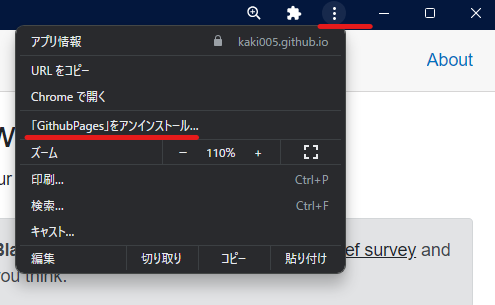 アプリ情報 kaki005.github.io
About
URL をコピー
Chrome で開く
「GithubPages」をアンインストール...
ズーム − 110% +
印刷... Ctrl+P
検索... Ctrl+F
キャスト...
ef survey and
編集 切り取り コピー 貼り付け
you think.